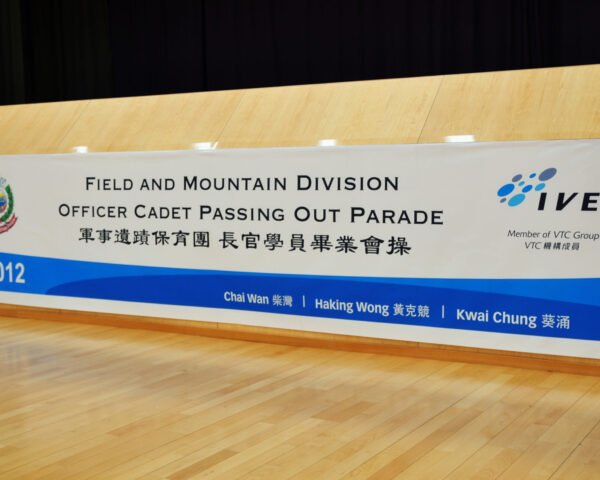 FIELD AND MOUNTAIN DIVISION
OFFICER CADET PASSING OUT PARADE
軍事遺蹟保育團 長官學員畢業會操
IVE
Member of VTC Group
VTC 機構成員
012
Chai Wan 柴灣 | Haking Wong 黃克競 | Kwai Chung 葵涌